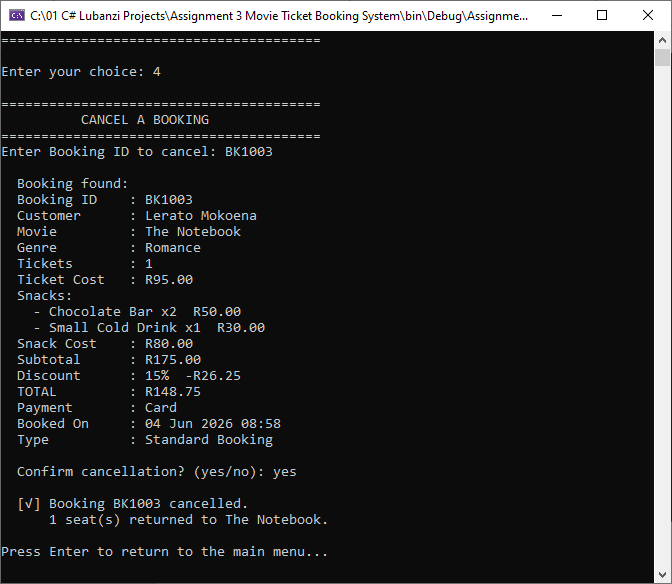 C:\01 C# Lubanzi Projects\Assignment 3 Movie Ticket Booking System\bin\Debug\Assignme...
========================================
Enter your choice: 4
========================================
CANCEL A BOOKING
========================================
Enter Booking ID to cancel: BK1003
Booking found:
Booking ID    : BK1003
Customer      : Lerato Mokoena
Movie         : The Notebook
Genre         : Romance
Tickets       : 1
Ticket Cost   : R95.00
Snacks:
- Chocolate Bar x2  R50.00
- Small Cold Drink x1  R30.00
Snack Cost    : R80.00
Subtotal      : R175.00
Discount      : 15%  -R26.25
TOTAL         : R148.75
Payment       : Card
Booked On     : 04 Jun 2026 08:58
Type          : Standard Booking
Confirm cancellation? (yes/no): yes
[√] Booking BK1003 cancelled.
1 seat(s) returned to The Notebook.
Press Enter to return to the main menu...